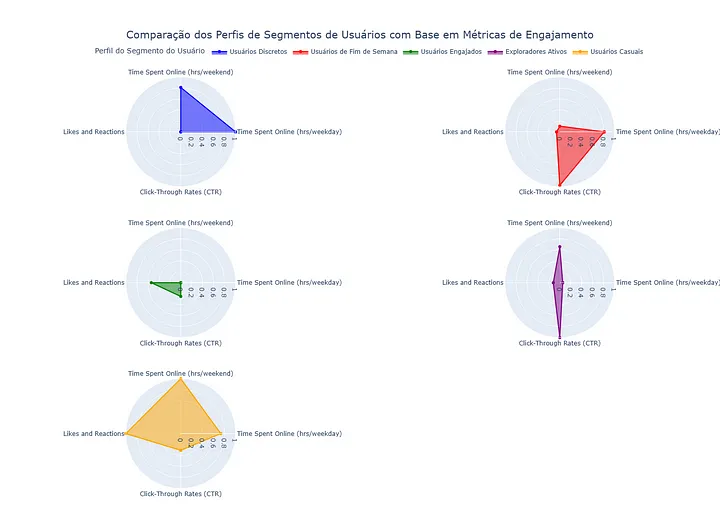 Comparação dos Perfis de Segmentos de Usuários com Base em Métricas de Engajamento
Perfil do Segmento do Usuário Usuários Discretos Usuários de Fim de Semana Usuários Engajados Exploradores Ativos Usuários Casuais
Time Spent Online (hrs/weekend)
Likes and Reactions
Time Spent Online (hrs/weekday)
0 0.2 0.4 0.6 0.8 1
Click-Through Rates (CTR)
Time Spent Online (hrs/weekend)
Likes and Reactions
Time Spent Online (hrs/weekday)
0 0.2 0.4 0.6 0.8 1
Click-Through Rates (CTR)
Time Spent Online (hrs/weekend)
Likes and Reactions
Time Spent Online (hrs/weekday)
0 0.2 0.4 0.6 0.8 1
Click-Through Rates (CTR)
Time Spent Online (hrs/weekend)
Likes and Reactions
Time Spent Online (hrs/weekday)
0 0.2 0.4 0.6 0.8 1
Click-Through Rates (CTR)
Time Spent Online (hrs/weekend)
Likes and Reactions
Time Spent Online (hrs/weekday)
0 0.2 0.4 0.6 0.8 1
Click-Through Rates (CTR)